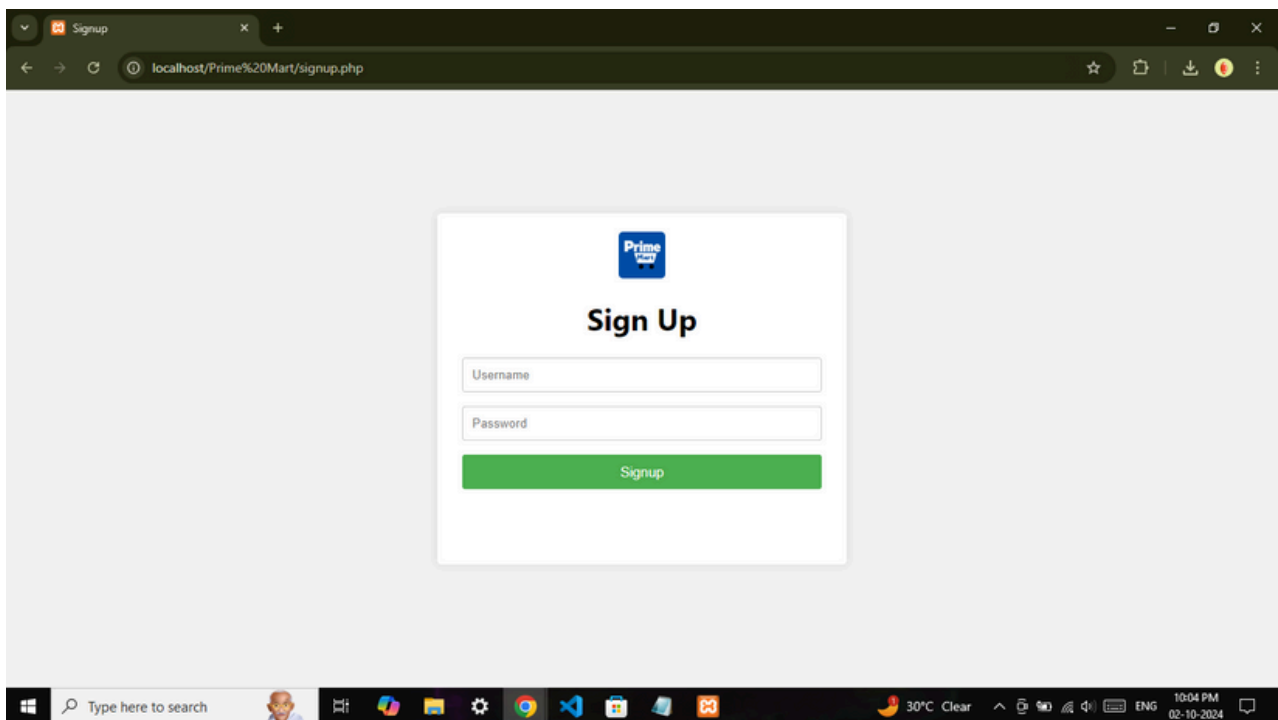 Signup
localhost/Prime%20Mart/signup.php
Prime
Mart
Sign Up
Username
Password
Signup
Type here to search
30°C Clear
ENG
10:04 PM
02-10-2024